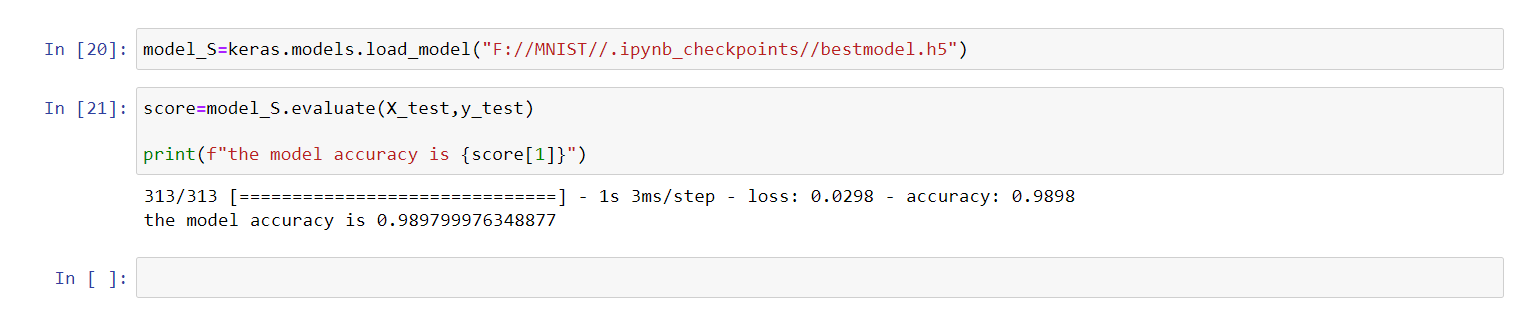 In [20]: model_S=keras.models.load_model("F://MNIST//.ipynb_checkpoints//bestmodel.h5")
In [21]: score=model_S.evaluate(X_test,y_test)
print(f"the model accuracy is {score[1]}")
313/313 [==============================] - 1s 3ms/step - loss: 0.0298 - accuracy: 0.9898
the model accuracy is 0.989799976348877
In [ ]: